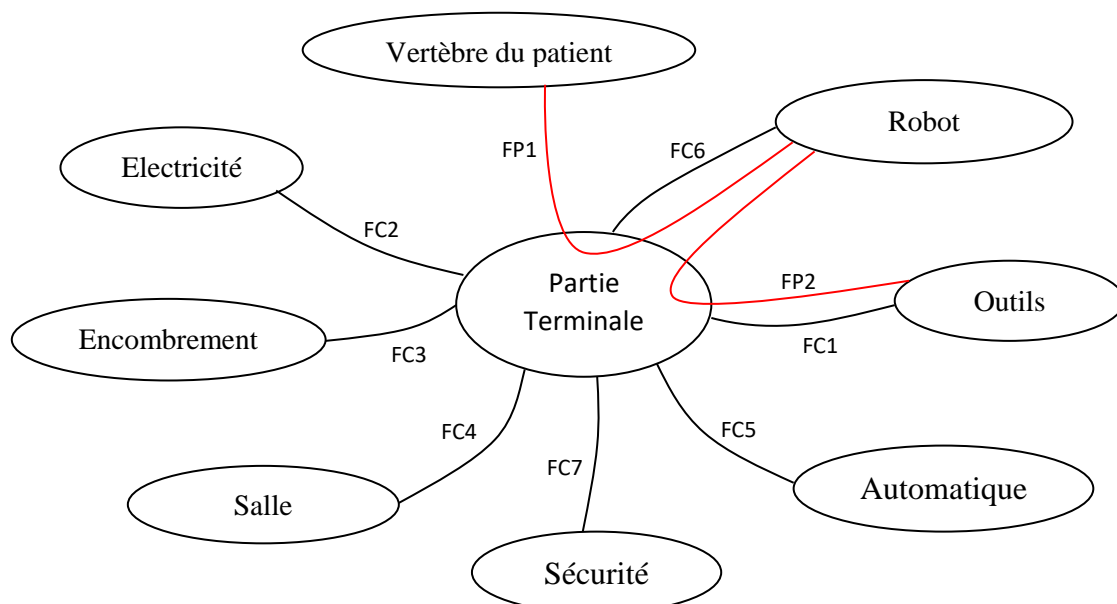 Vertèbre du patient
Robot
FP1
FC6
Electricité
FC2
Partie
Terminale
FP2
Outils
Encombrement
FC3
FC1
FC4
FC5
FC7
Salle
Automatique
Sécurité